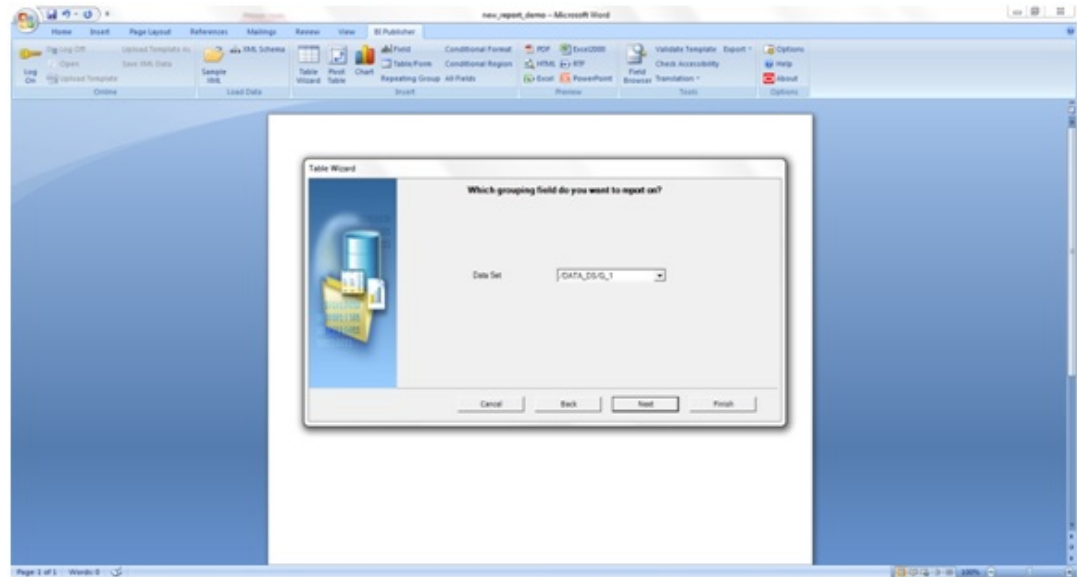 new_report_demo - Microsoft Word
Home Insert Page Layout References Mailings Review View BI Publisher
Log Off Upload Template As XML Schema Field Conditional Format PDF Excel2000 Validate Template Export Options
Open Save XML Data Table/Form Conditional Region HTML RTF Check Accessibility Help
Log On Upload Template Sample XML Table Wizard Pivot Table Chart Repeating Group All Fields Excel PowerPoint Field Browser Translation About
Online Load Data Insert Preview Tools Options
Table Wizard
Which grouping field do you want to report on?
Data Set /DATA_DS/G_1
Cancel Back Next Finish
Page: 1 of 1 Words: 0 100%